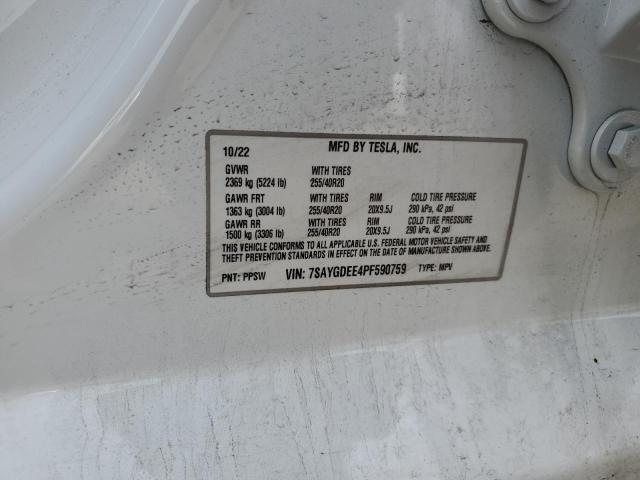 10/22 MFD BY TESLA, INC.
GVWR WITH TIRES
2369 kg (5224 lb) 255/40R20
GAWR FRT WITH TIRES RIM COLD TIRE PRESSURE
1363 kg (3004 lb) 255/40R20 20X9.5J 290 kPa, 42 psi
GAWR RR WITH TIRES RIM COLD TIRE PRESSURE
1500 kg (3306 lb) 255/40R20 20X9.5J 290 kPa, 42 psi
THIS VEHICLE CONFORMS TO ALL APPLICABLE U.S. FEDERAL MOTOR VEHICLE SAFETY AND
THEFT PREVENTION STANDARDS IN EFFECT ON THE DATE OF MANUFACTURE SHOWN ABOVE.
PNT: PPSW VIN: 7SAYGDEE4PF590759 TYPE: MPV